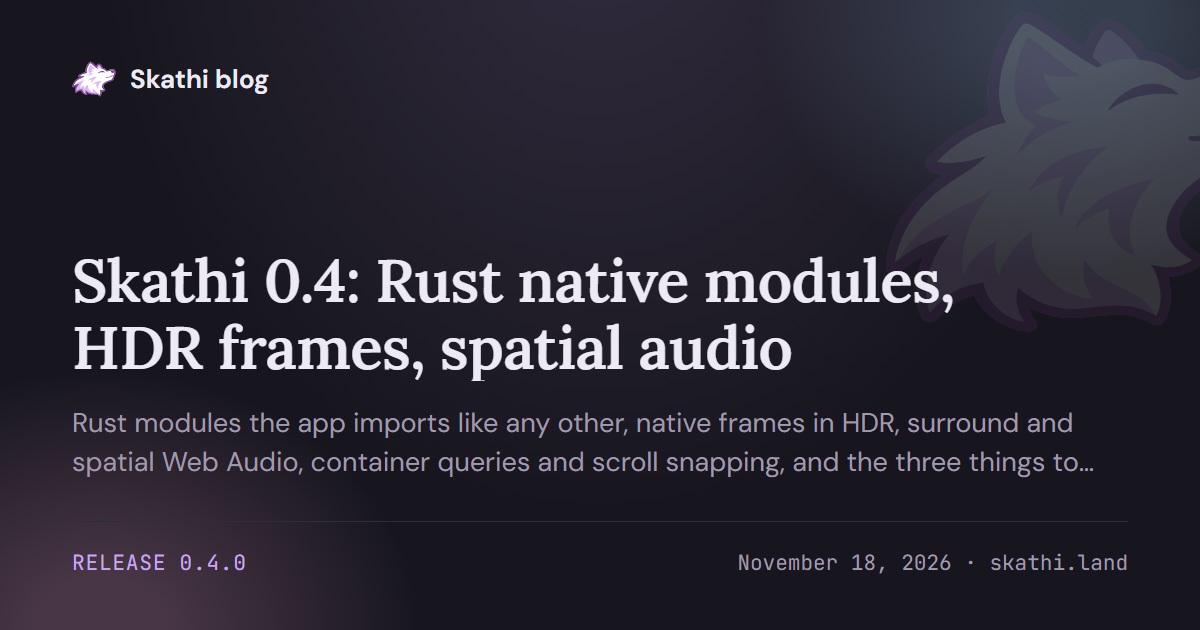 Skathi blog
Skathi 0.4: Rust native modules,
HDR frames, spatial audio
Rust modules the app imports like any other, native frames in HDR, surround and
spatial Web Audio, container queries and scroll snapping, and the three things to…
RELEASE 0.4.0
November 18, 2026 · skathi.land